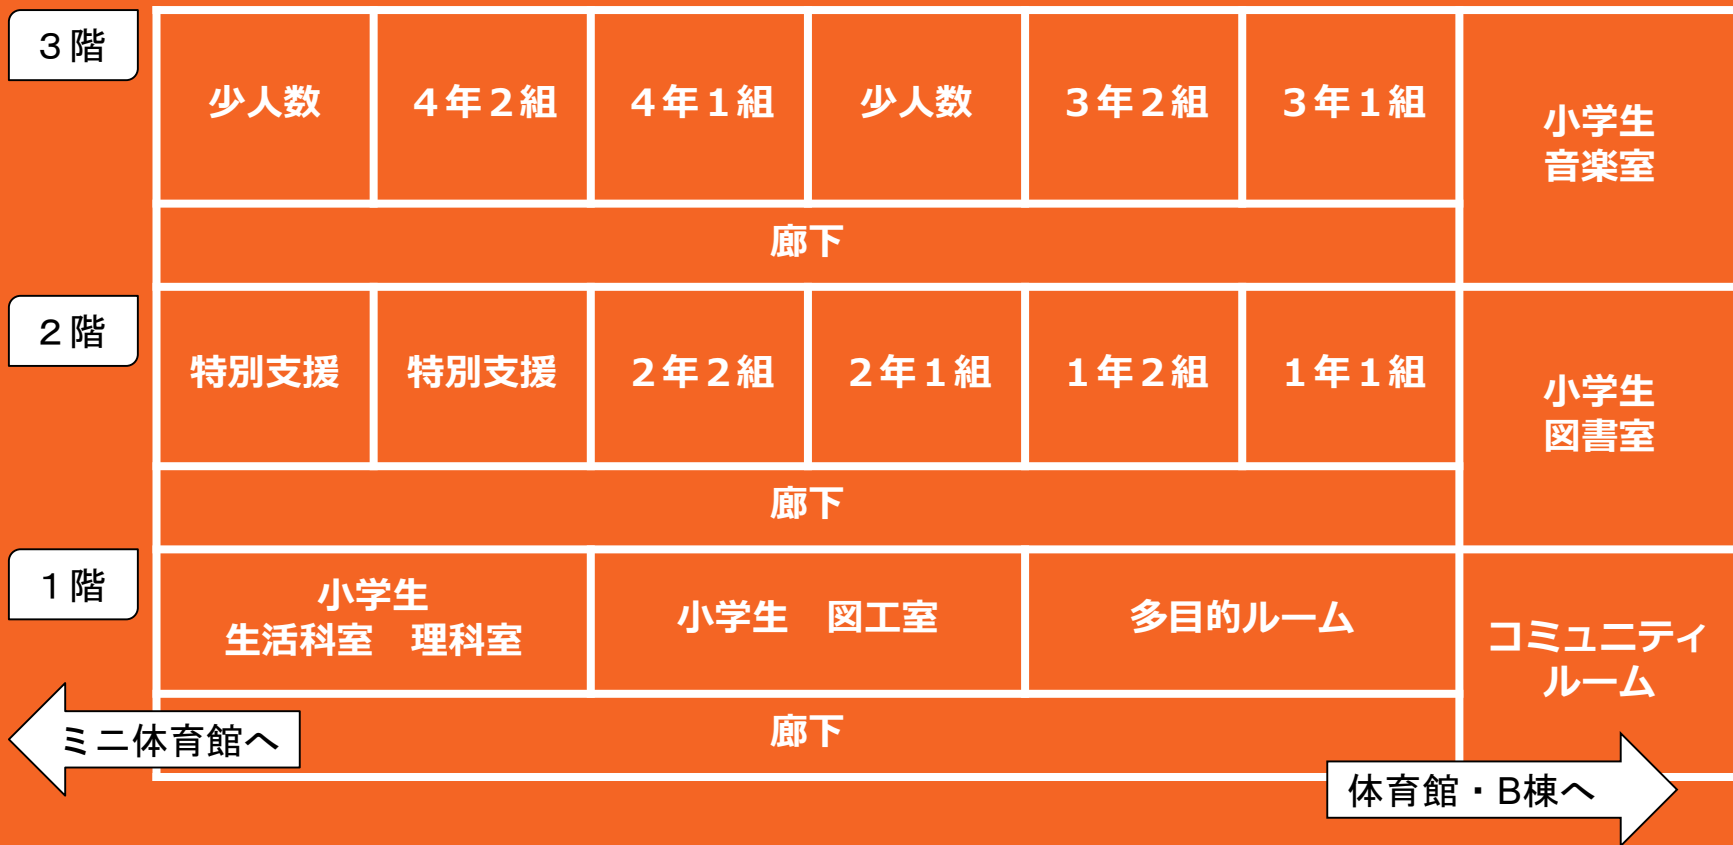 ３階
少人数
４年２組
４年１組
少人数
３年２組
３年１組
小学生
音楽室
廊下
２階
特別支援
特別支援
２年２組
２年１組
１年２組
１年１組
小学生
図書室
廊下
１階
小学生
生活科室　理科室
小学生　図工室
多目的ルーム
コミュニティ
ルーム
廊下
ミニ体育館へ
体育館・B棟へ